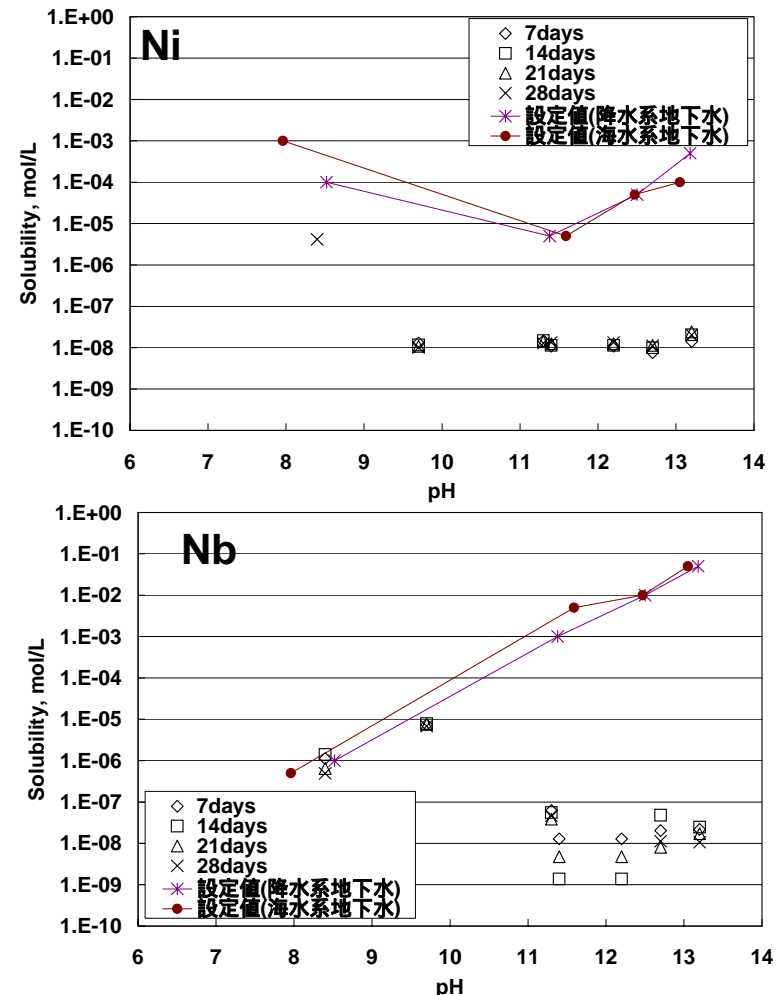 Ni
7days
14days
21days
28days
設定値(降水系地下水)
設定値(海水系地下水)
1.E+00
1.E-01
1.E-02
1.E-03
1.E-04
1.E-05
1.E-06
1.E-07
1.E-08
1.E-09
1.E-10
Solubility, mol/L
6 7 8 9 10 11 12 13 14
pH
Nb
1.E+00
1.E-01
1.E-02
1.E-03
1.E-04
1.E-05
1.E-06
1.E-07
1.E-08
1.E-09
1.E-10
Solubility, mol/L
7days
14days
21days
28days
設定値(降水系地下水)
設定値(海水系地下水)
6 7 8 9 10 11 12 13 14
pH